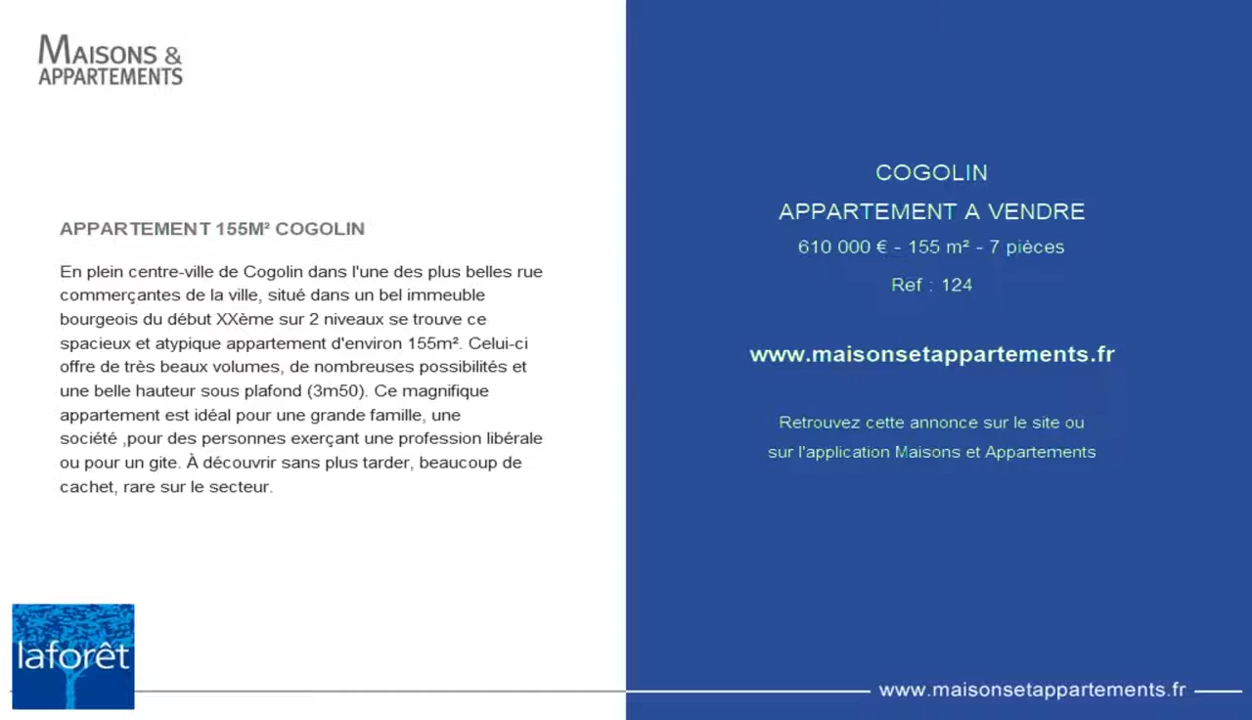 MAISONS &
APPARTEMENTS
APPARTEMENT 155M² COGOLIN
En plein centre-ville de Cogolin dans l'une des plus belles rue
commerçantes de la ville, situé dans un bel immeuble
bourgeois du début XXème sur 2 niveaux se trouve ce
spacieux et atypique appartement d'environ 155m². Celui-ci
offre de très beaux volumes, de nombreuses possibilités et
une belle hauteur sous plafond (3m50). Ce magnifique
appartement est idéal pour une grande famille, une
société ,pour des personnes exerçant une profession libérale
ou pour un gite. À découvrir sans plus tarder, beaucoup de
cachet, rare sur le secteur.
laforêt
COGOLIN
APPARTEMENT A VENDRE
610 000 € - 155 m² - 7 pièces
Ref : 124
www.maisonsetappartements.fr
Retrouvez cette annonce sur le site ou
sur l'application Maisons et Appartements
www.maisonsetappartements.fr